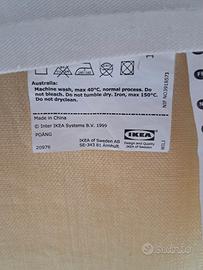 Australia:
Machine wash, max 40°C, normal process. Do
not bleach. Do not tumble dry. Iron, max 150°C.
Do not dryclean.
Made in China
© Inter IKEA Systems B.V. 1999
POÄNG
20976
IKEA
Design and Quality
IKEA of Sweden
IKEA of Sweden AB
SE-343 81 Älmhult
subito